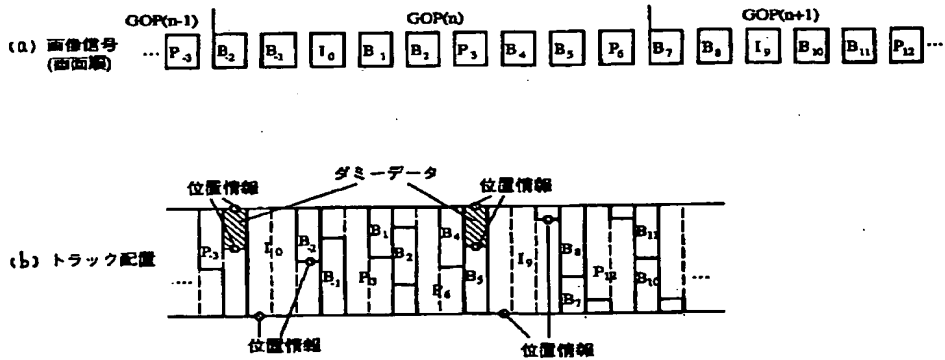 GOP(n-1) GOP(n) GOP(n+1)
(a) 画像信号 ... P-3 B-2 B-1 I0 B1 B2 P3 B4 B5 P6 B7 B8 I9 B10 B11 P12 ...
(画面順)
ダミーデータ
位置情報 位置情報
P-3 I0 B-2 B-1 P3 B1 B2 B4 P6 B5 I9 B8 B7 P12 B11 B10
(b) トラック配置
... ...
位置情報 位置情報